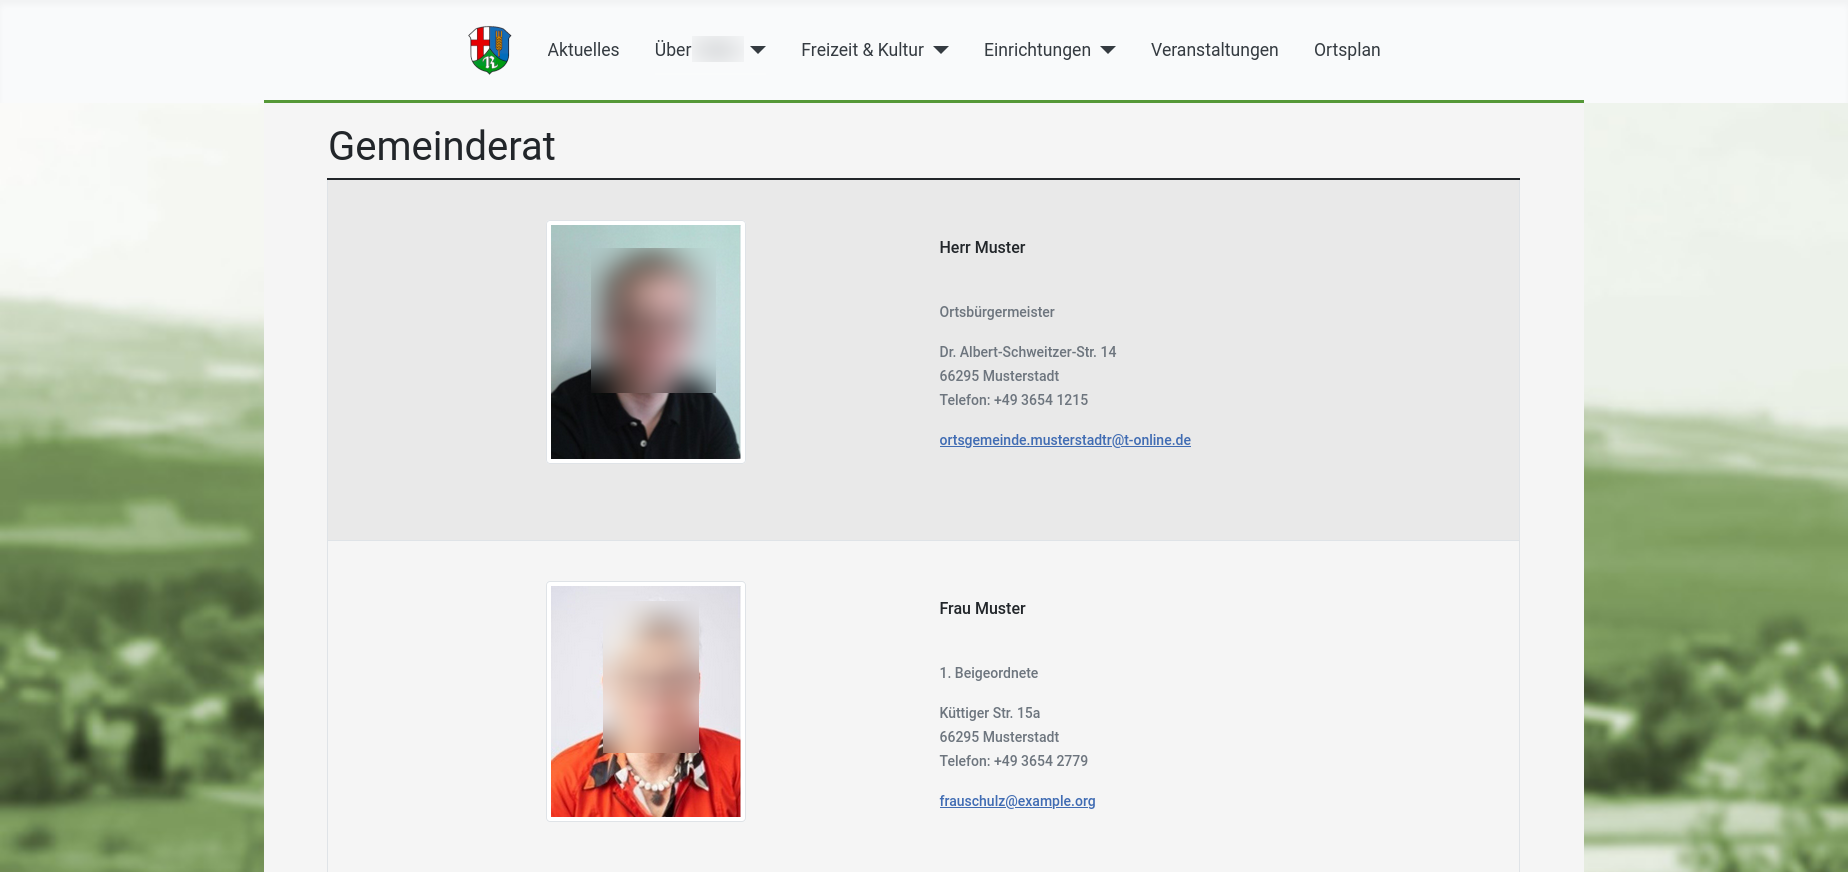 Aktuelles
Über
Freizeit & Kultur
Einrichtungen
Veranstaltungen
Ortsplan
Gemeinderat
Herr Muster
Ortsbürgermeister
Dr. Albert-Schweitzer-Str. 14
66295 Musterstadt
Telefon: +49 3654 1215
ortsgemeinde.musterstadtr@t-online.de
Frau Muster
1. Beigeordnete
Küttiger Str. 15a
66295 Musterstadt
Telefon: +49 3654 2779
frauschulz@example.org